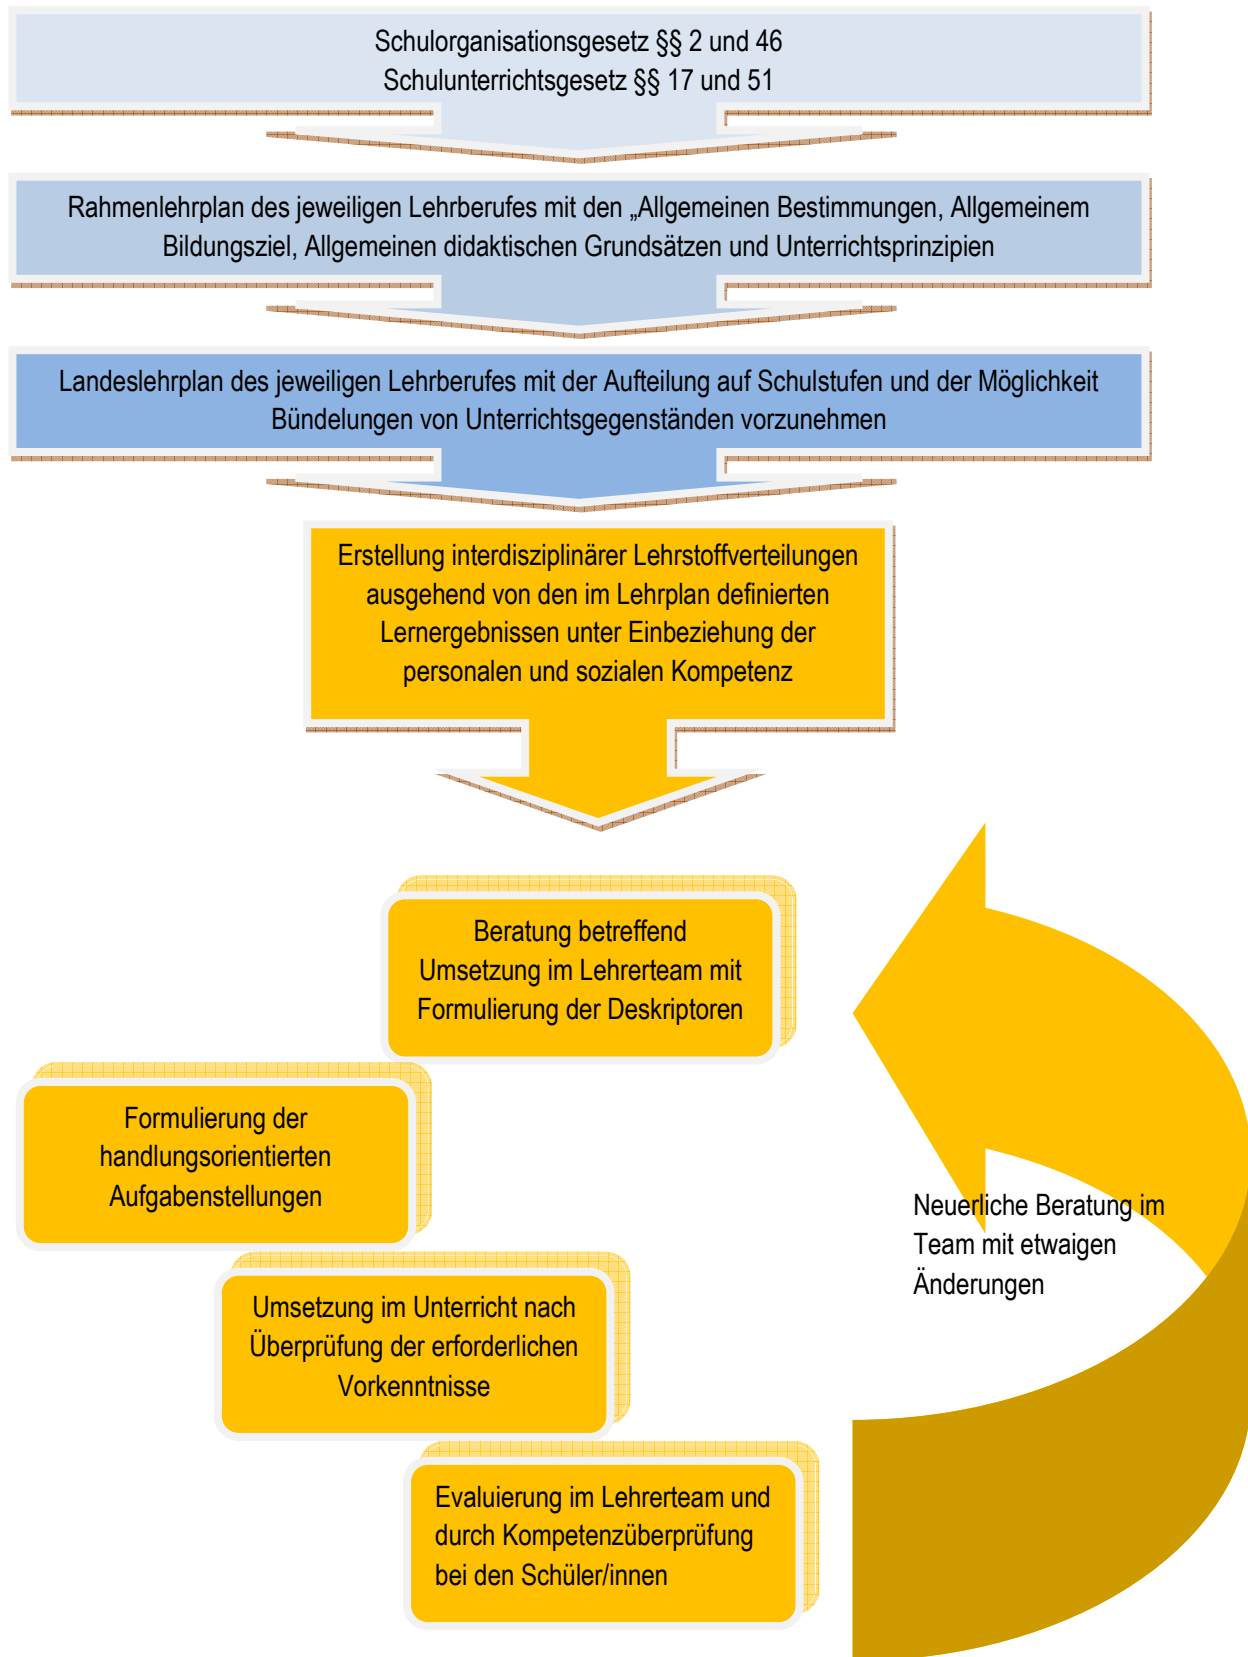 Schulorganisationsgesetz §§ 2 und 46
Schulunterrichtsgesetz §§ 17 und 51
Rahmenlehrplan des jeweiligen Lehrberufes mit den „Allgemeinen Bestimmungen, Allgemeinem
Bildungsziel, Allgemeinen didaktischen Grundsätzen und Unterrichtsprinzipien
Landeslehrplan des jeweiligen Lehrberufes mit der Aufteilung auf Schulstufen und der Möglichkeit
Bündelungen von Unterrichtsgegenständen vorzunehmen
Erstellung interdisziplinärer Lehrstoffverteilungen
ausgehend von den im Lehrplan definierten
Lernergebnissen unter Einbeziehung der
personalen und sozialen Kompetenz
Beratung betreffend
Umsetzung im Lehrerteam mit
Formulierung der Deskriptoren
Formulierung der
handlungsorientierten
Aufgabenstellungen
Neuerliche Beratung im
Team mit etwaigen
Änderungen
Umsetzung im Unterricht nach
Überprüfung der erforderlichen
Vorkenntnisse
Evaluierung im Lehrerteam und
durch Kompetenzüberprüfung
bei den Schüler/innen